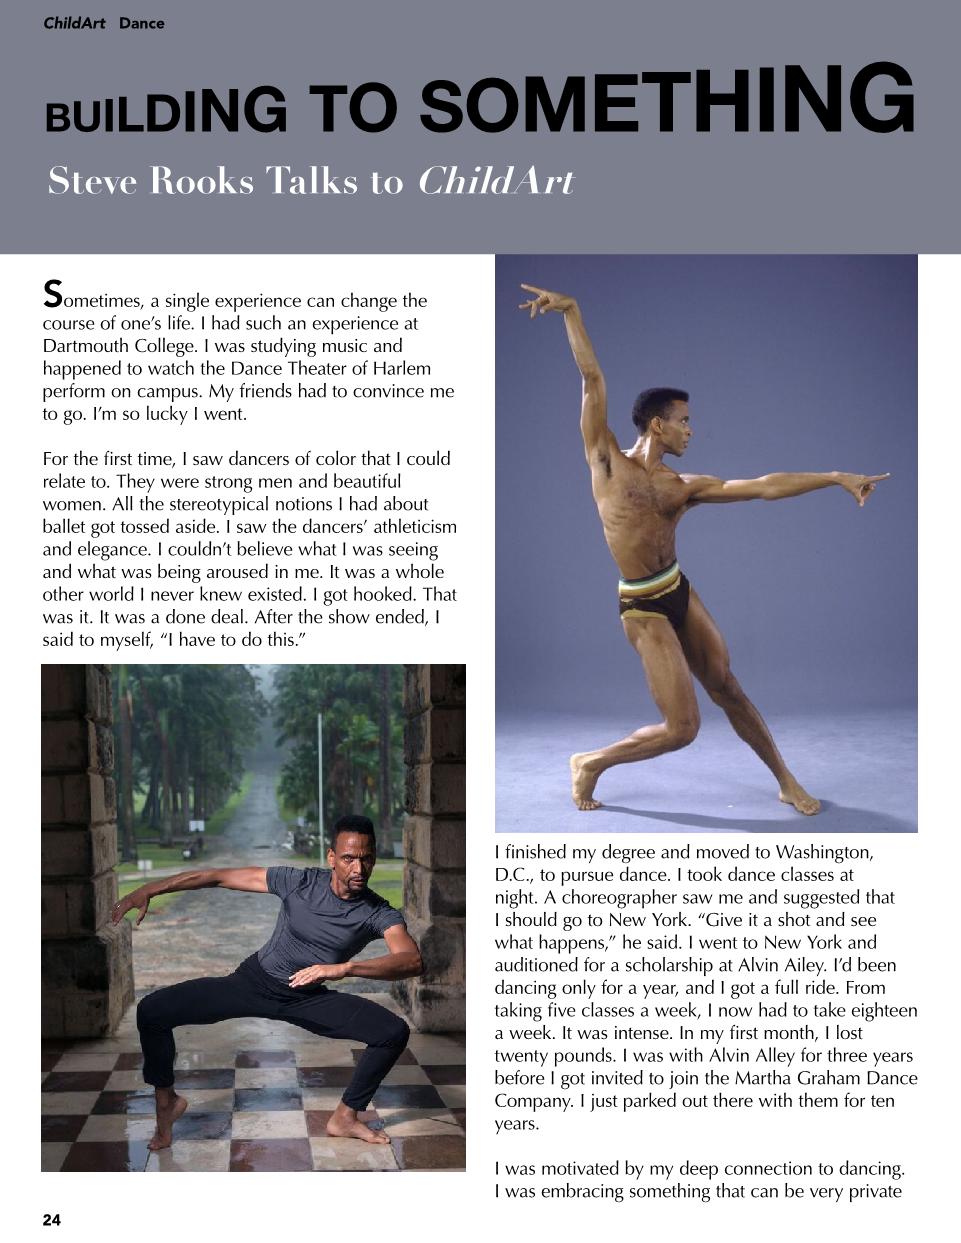 ChildArt Dance
BUILDING TO SOMETHING
Steve Rooks Talks to ChildArt
Sometimes, a single experience can change the
course of one’s life. I had such an experience at
Dartmouth College. I was studying music and
happened to watch the Dance Theater of Harlem
perform on campus. My friends had to convince me
to go. I’m so lucky I went.
For the first time, I saw dancers of color that I could
relate to. They were strong men and beautiful
women. All the stereotypical notions I had about
ballet got tossed aside. I saw the dancers’ athleticism
and elegance. I couldn’t believe what I was seeing
and what was being aroused in me. It was a whole
other world I never knew existed. I got hooked. That
was it. It was a done deal. After the show ended, I
said to myself, “I have to do this.”
I finished my degree and moved to Washington,
D.C., to pursue dance. I took dance classes at
night. A choreographer saw me and suggested that
I should go to New York. “Give it a shot and see
what happens,” he said. I went to New York and
auditioned for a scholarship at Alvin Ailey. I’d been
dancing only for a year, and I got a full ride. From
taking five classes a week, I now had to take eighteen
a week. It was intense. In my first month, I lost
twenty pounds. I was with Alvin Alley for three years
before I got invited to join the Martha Graham Dance
Company. I just parked out there with them for ten
years.
I was motivated by my deep connection to dancing.
I was embracing something that can be very private
24